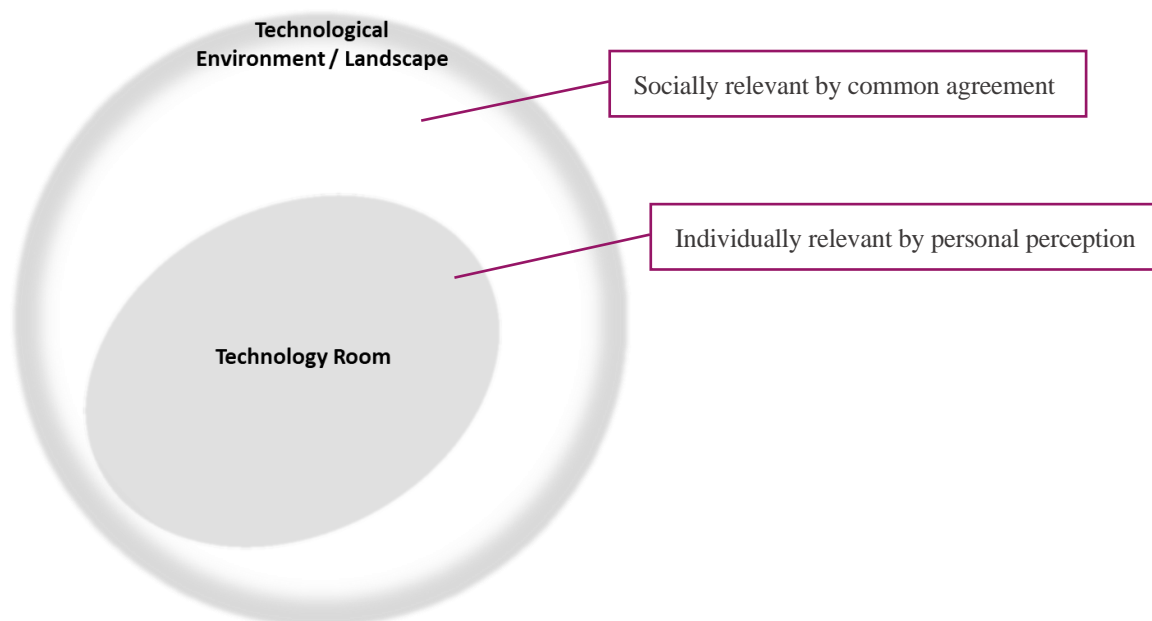 Technological
Environment / Landscape
Socially relevant by common agreement
Individually relevant by personal perception
Technology Room